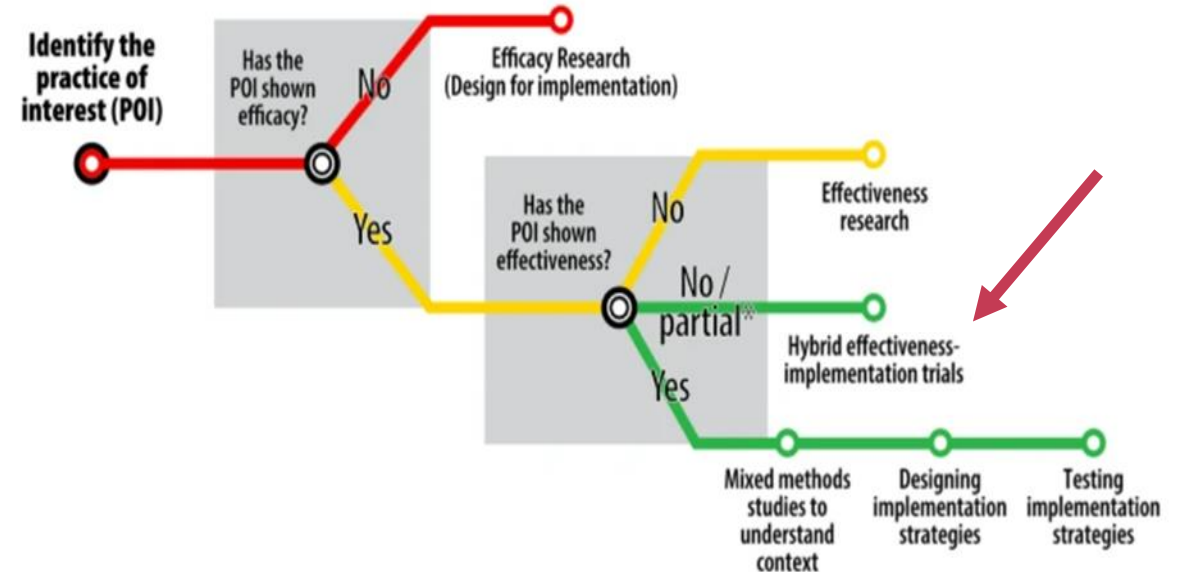 Identify the
practice of
interest (POI)
Has the
POI shown
efficacy?
No
Yes
Efficacy Research
(Design for implementation)
Has the
POI shown
effectiveness?
No
No /
partial*
Yes
Effectiveness
research
Hybrid effectiveness-
implementation trials
Mixed methods
studies to
understand
context
Designing
implementation
strategies
Testing
implementation
strategies